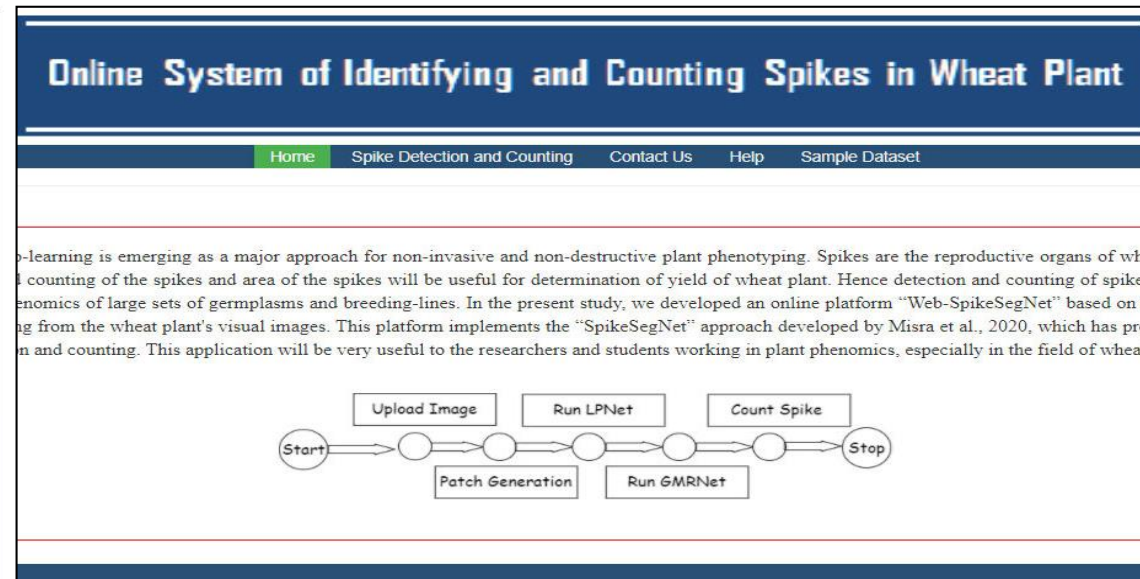 Online System of Identifying and Counting Spikes in Wheat Plant
Home Spike Detection and Counting Contact Us Help Sample Dataset
-learning is emerging as a major approach for non-invasive and non-destructive plant phenotyping. Spikes are the reproductive organs of wh
counting of the spikes and area of the spikes will be useful for determination of yield of wheat plant. Hence detection and counting of spike
enomics of large sets of germplasms and breeding-lines. In the present study, we developed an online platform “Web-SpikeSegNet” based on
ng from the wheat plant's visual images. This platform implements the “SpikeSegNet” approach developed by Misra et al., 2020, which has pr
n and counting. This application will be very useful to the researchers and students working in plant phenomics, especially in the field of whea
Upload Image Run LPNet Count Spike
Start Stop
Patch Generation Run GMRNet